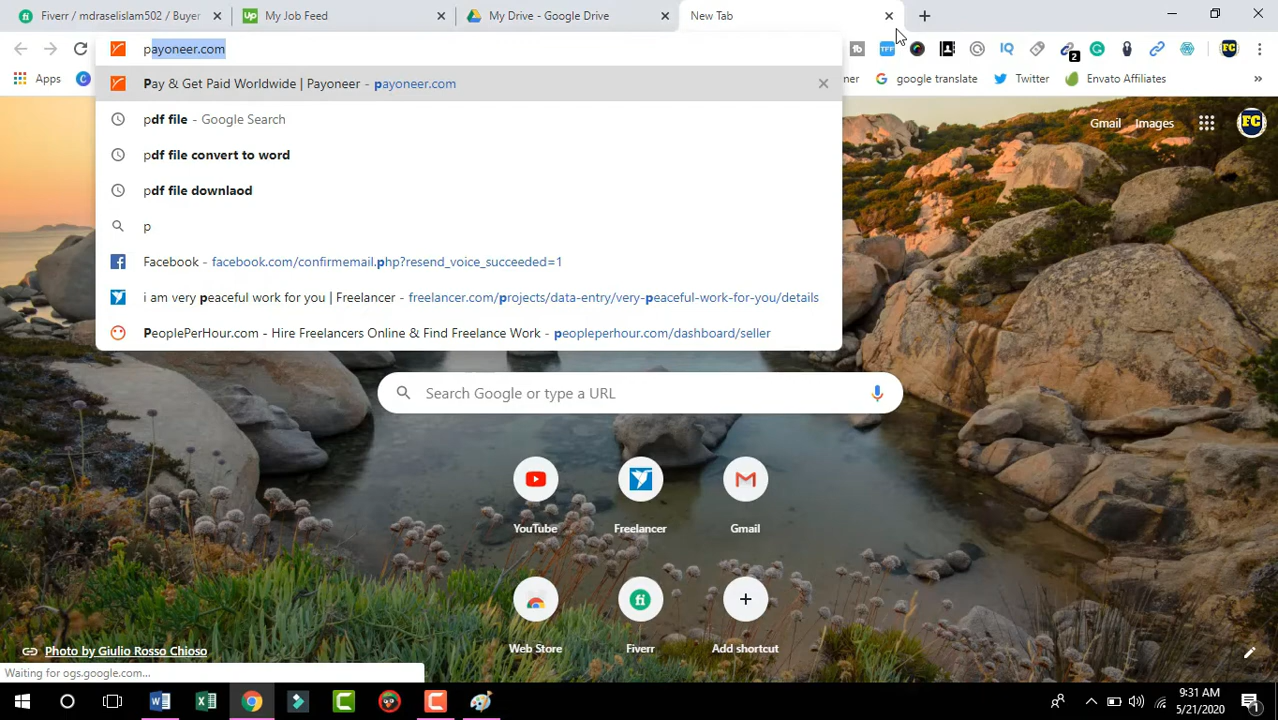 Fiverr / mdraselislam502 / Buyer
My Job Feed
My Drive - Google Drive
New Tab
payoneer.com
Apps
google translate
Twitter
Envato Affiliates
Pay & Get Paid Worldwide | Payoneer - payoneer.com
pdf file - Google Search
pdf file convert to word
pdf file downlaod
p
Facebook - facebook.com/confirmemail.php?resend_voice_succeeded=1
i am very peaceful work for you | Freelancer - freelancer.com/projects/data-entry/very-peaceful-work-for-you/details
PeoplePerHour.com - Hire Freelancers Online & Find Freelance Work - peopleperhour.com/dashboard/seller
Gmail Images
Search Google or type a URL
YouTube Freelancer Gmail
Web Store Fiverr Add shortcut
Photo by Giulio Rosso Chioso
Waiting for ogs.google.com...
9:31 AM
5/21/2020